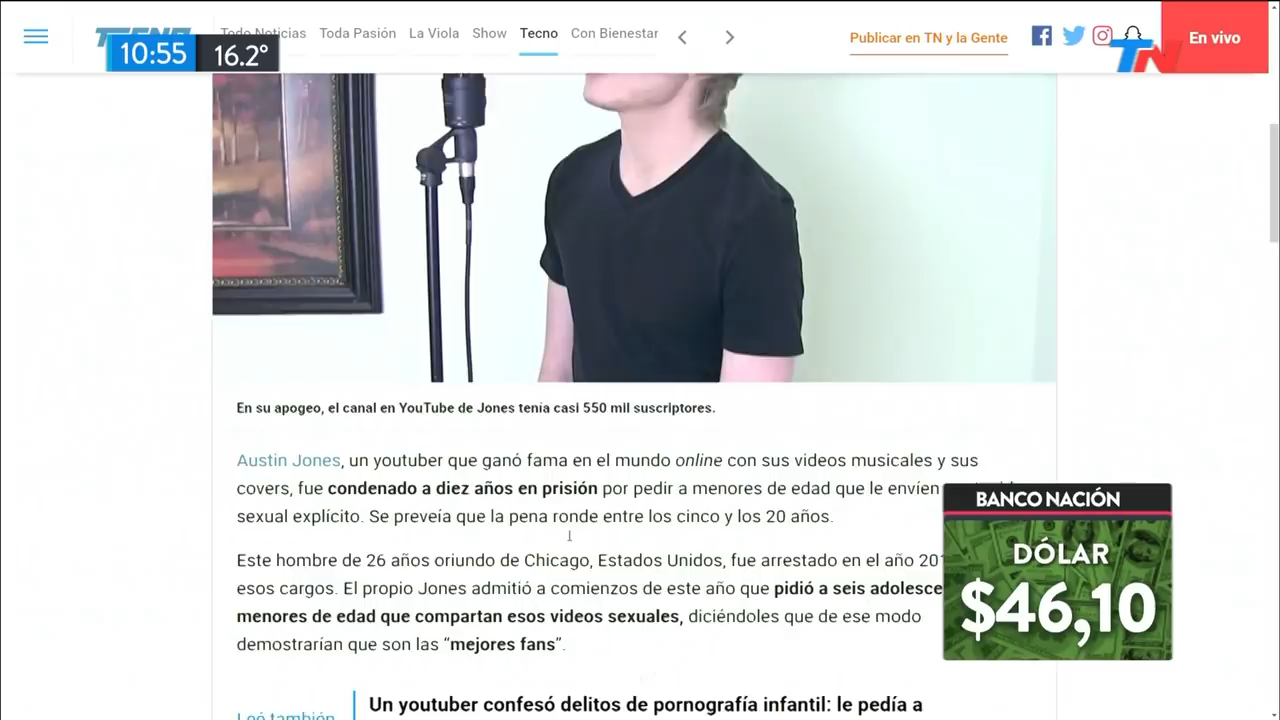 Todo Noticias Toda Pasión La Viola Show Tecno Con Bienestar
Publicar en TN y la Gente
En vivo
TECNO
10:55 16.2°
TN
En su apogeo, el canal en YouTube de Jones tenía casi 550 mil suscriptores.
Austin Jones, un youtuber que ganó fama en el mundo online con sus videos musicales y sus
covers, fue condenado a diez años en prisión por pedir a menores de edad que le envíen
sexual explícito. Se preveía que la pena ronde entre los cinco y los 20 años.
Este hombre de 26 años oriundo de Chicago, Estados Unidos, fue arrestado en el año
esos cargos. El propio Jones admitió a comienzos de este año que pidió a seis
menores de edad que compartan esos videos sexuales, diciéndoles que de ese modo
demostrarían que son las “mejores fans”.
BANCO NACIÓN
DÓLAR
$46,10
Leé también
Un youtuber confesó delitos de pornografía infantil: le pedía a